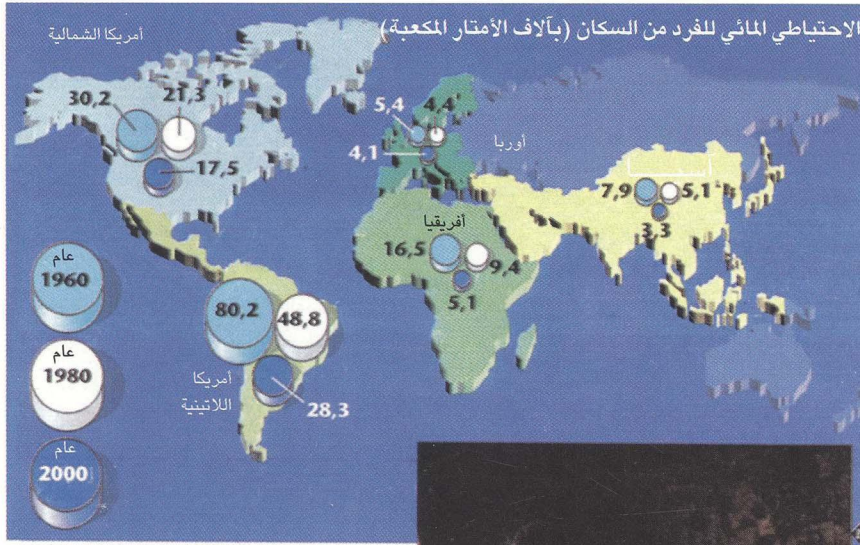 الاحتياطي المائي للفرد من السكان (بآلاف الأمتار المكعبة)
أمريكا الشمالية
30,2
21,3
17,5
5,4
4,4
4,1
أوربا
7,9
5,1
3,3
أفريقيا
16,5
9,4
5,1
80,2
48,8
28,3
أمريكا
اللاتينية
عام
1960
عام
1980
عام
2000